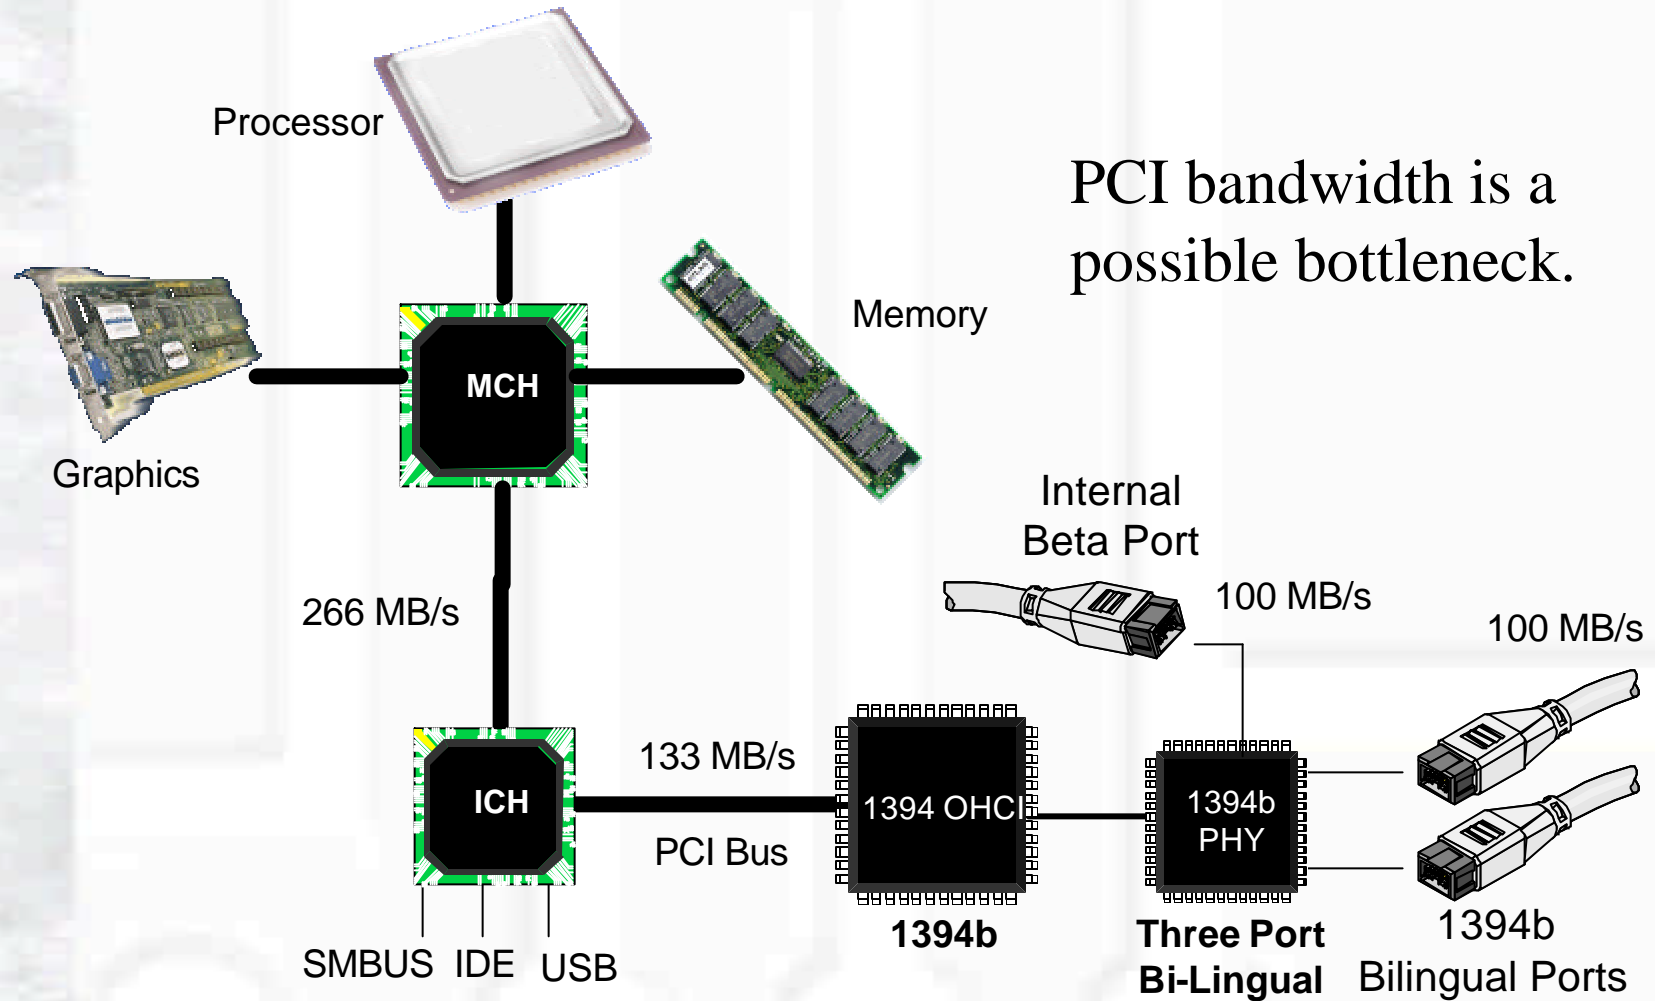 Processor
PCI bandwidth is a
possible bottleneck.
Memory
MCH
Graphics
Internal
Beta Port
100 MB/s
100 MB/s
266 MB/s
133 MB/s
ICH
1394 OHCI
1394b
PHY
PCI Bus
1394b
Three Port
Bi-Lingual
1394b
Bilingual Ports
SMBUS IDE USB